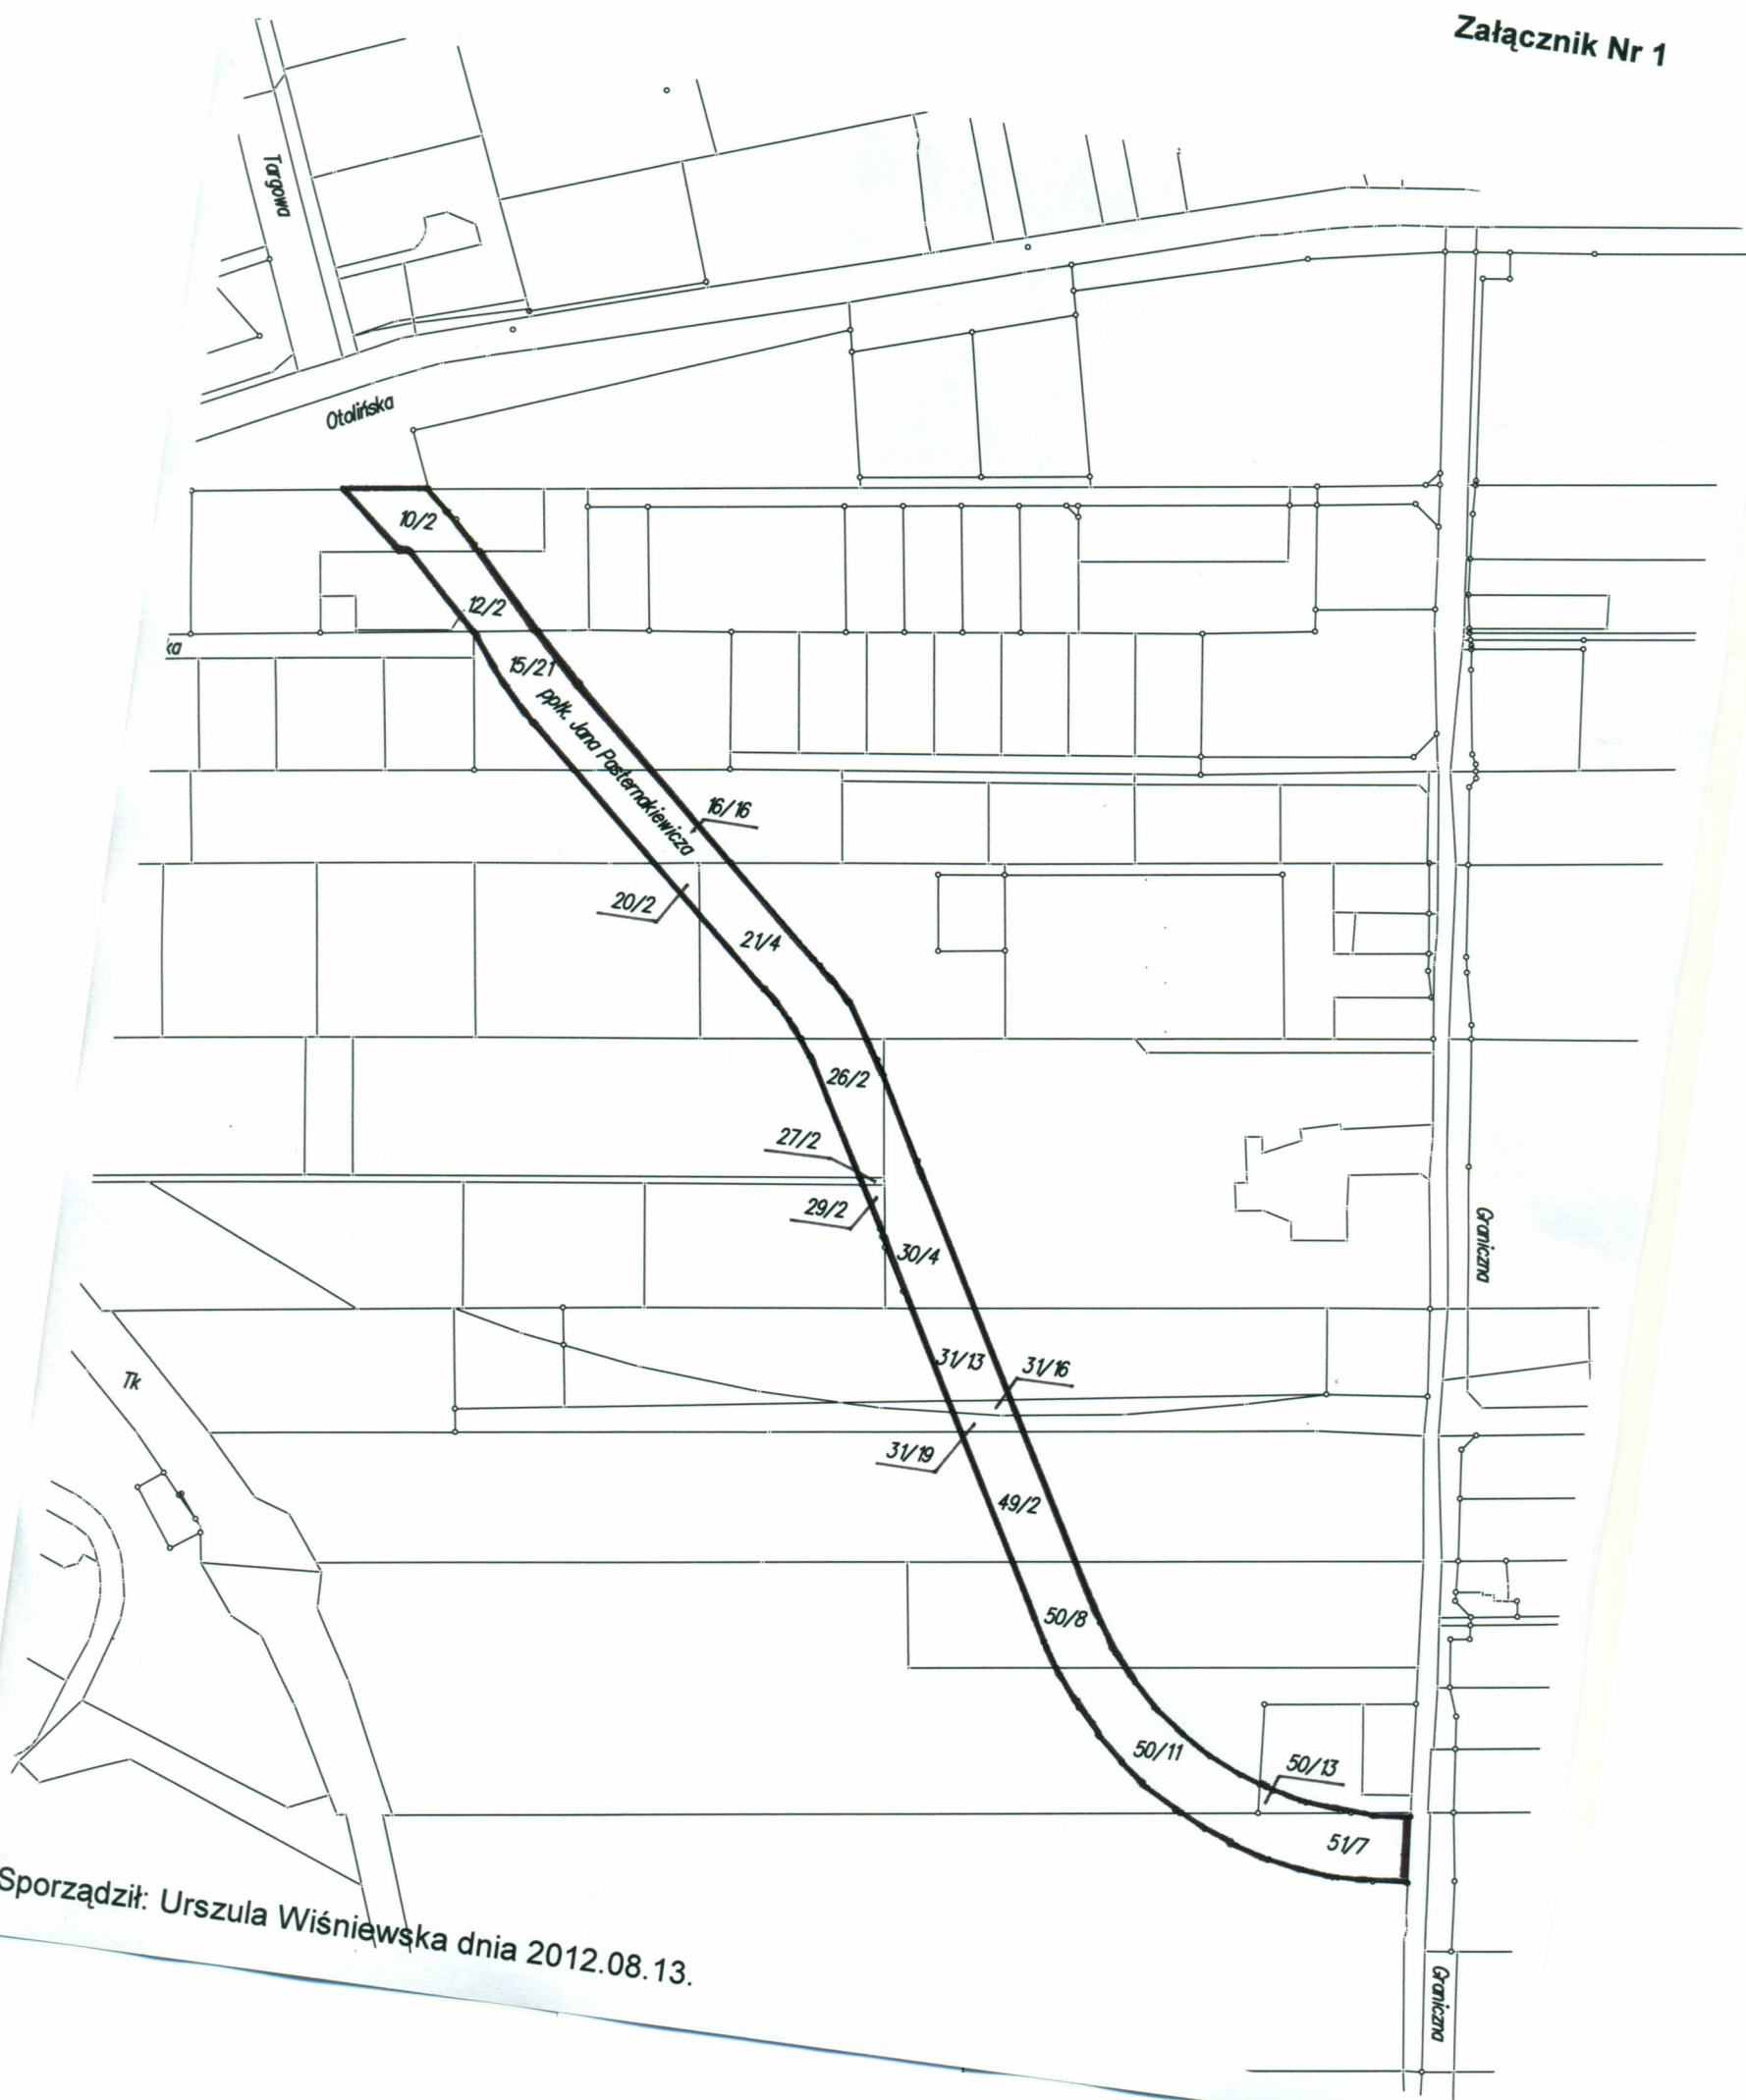 Załącznik Nr 1
Targowa
Otolińska
10/2
12/2
ka
15/21
ppłk. Jana Pasternakiewicza
16/16
20/2
21/4
26/2
27/2
29/2
30/4
Graniczna
31/13
31/16
Tk
31/19
49/2
50/8
50/11
50/13
51/7
Sporządził: Urszula Wiśniewska dnia 2012.08.13.
Graniczna